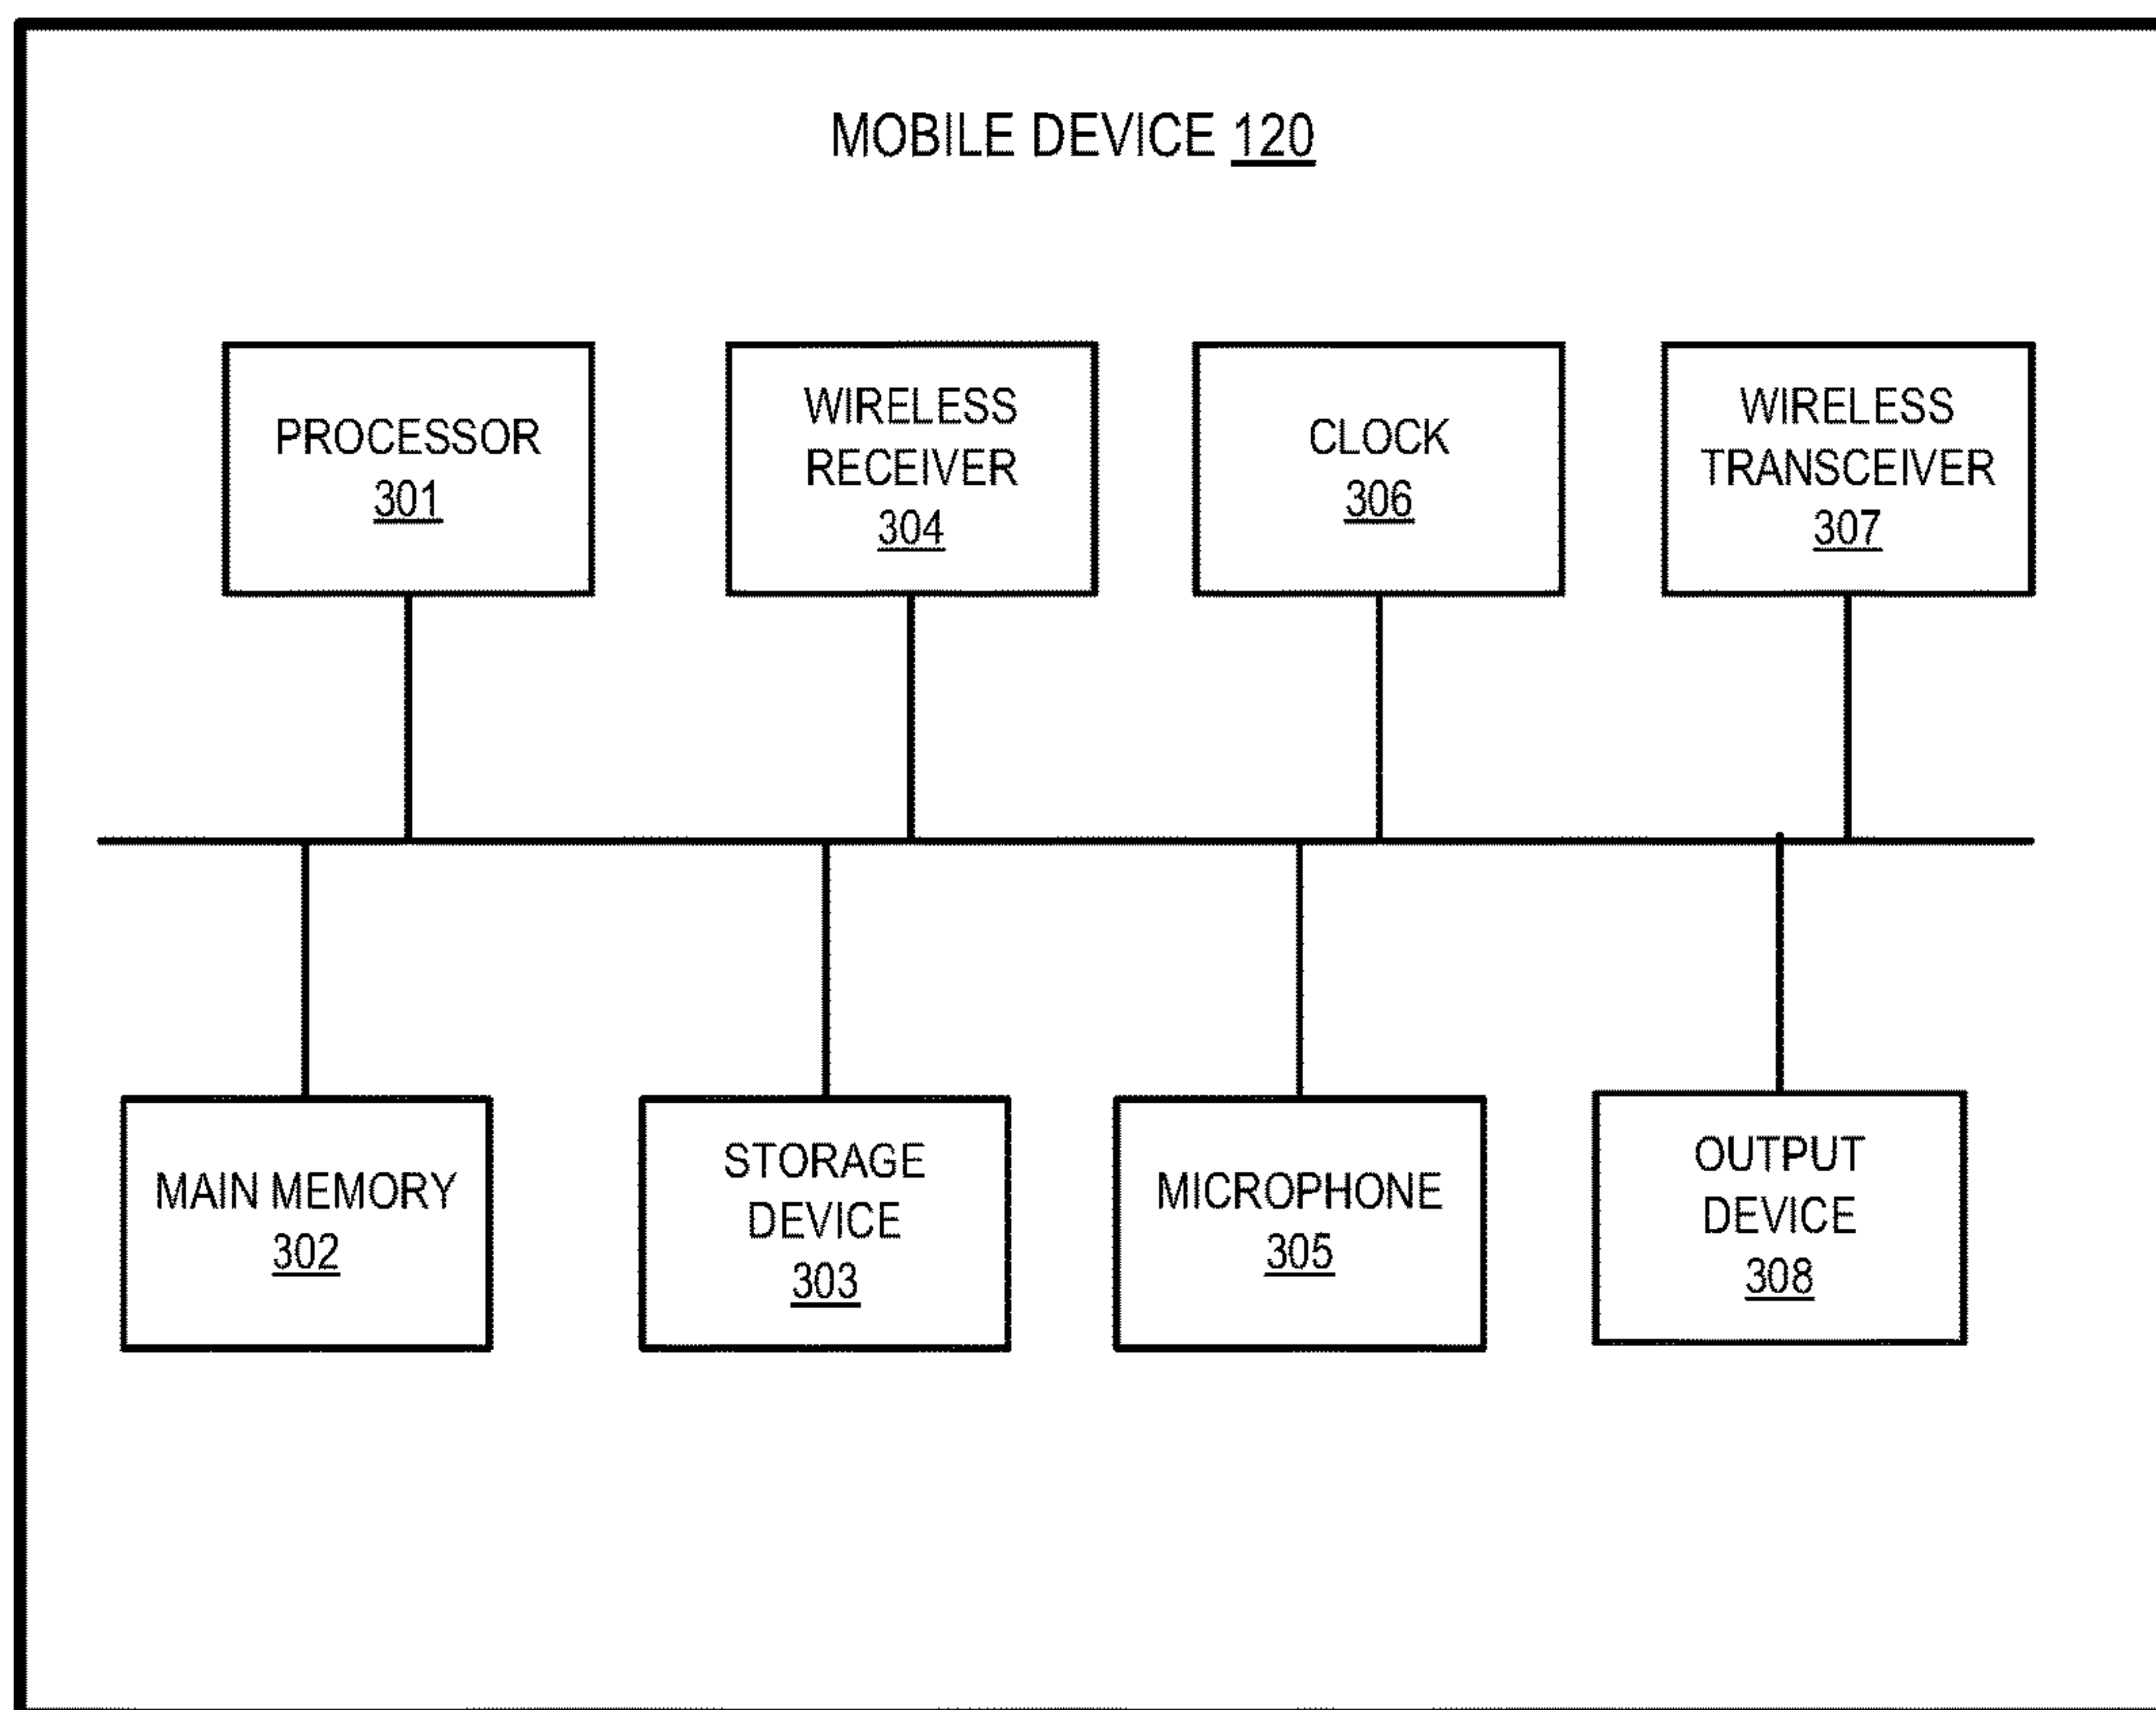 MOBILE DEVICE 120
PROCESSOR
301
WIRELESS
RECEIVER
304
CLOCK
306
WIRELESS
TRANSCEIVER
307
MAIN MEMORY
302
STORAGE
DEVICE
303
MICROPHONE
305
OUTPUT
DEVICE
308